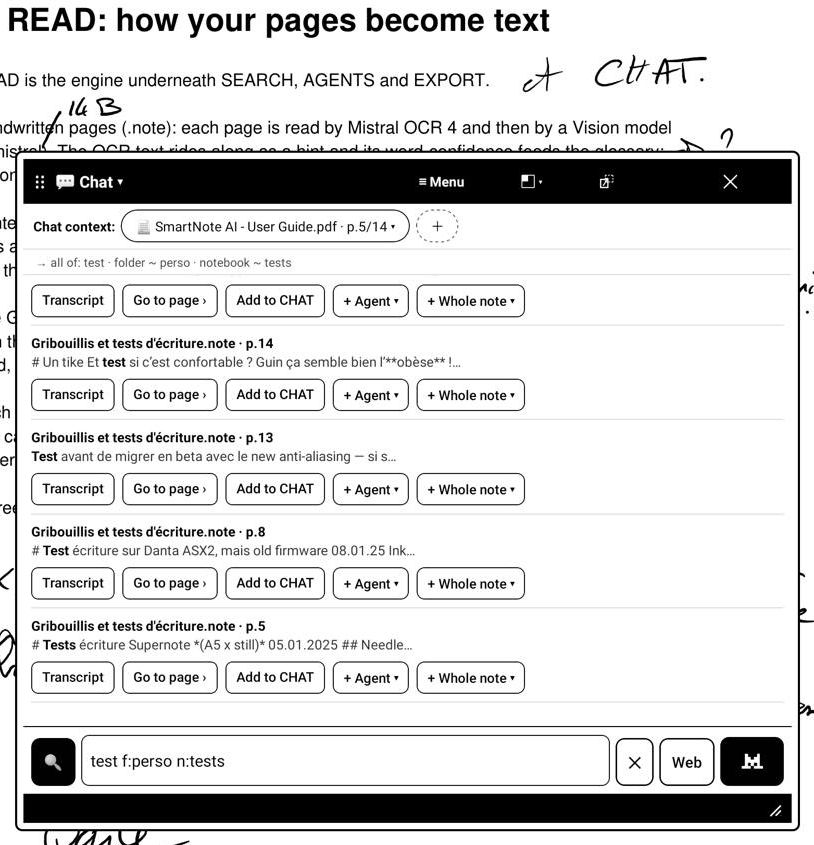 READ: how your pages become text
AD is the engine underneath SEARCH, AGENTS and EXPORT. et CHAT.
14 B
ndwritten pages (.note): each page is read by Mistral OCR 4 and then by a Vision model
?
Chat ▾ ≡ Menu
Chat context: SmartNote AI - User Guide.pdf · p.5/14 ▾ +
→ all of: test · folder ~ perso · notebook ~ tests
Transcript Go to page › Add to CHAT + Agent ▾ + Whole note ▾
Gribouillis et tests d'écriture.note · p.14
# Un tike Et test si c'est confortable ? Guin ça semble bien l'**obèse** !...
Transcript Go to page › Add to CHAT + Agent ▾ + Whole note ▾
Gribouillis et tests d'écriture.note · p.13
Test avant de migrer en beta avec le new anti-aliasing — si s...
Transcript Go to page › Add to CHAT + Agent ▾ + Whole note ▾
Gribouillis et tests d'écriture.note · p.8
# Test écriture sur Danta ASX2, mais old firmware 08.01.25 Ink...
Transcript Go to page › Add to CHAT + Agent ▾ + Whole note ▾
Gribouillis et tests d'écriture.note · p.5
# Tests écriture Supernote *(A5 x still)* 05.01.2025 ## Needle...
Transcript Go to page › Add to CHAT + Agent ▾ + Whole note ▾
test f:perso n:tests
Web